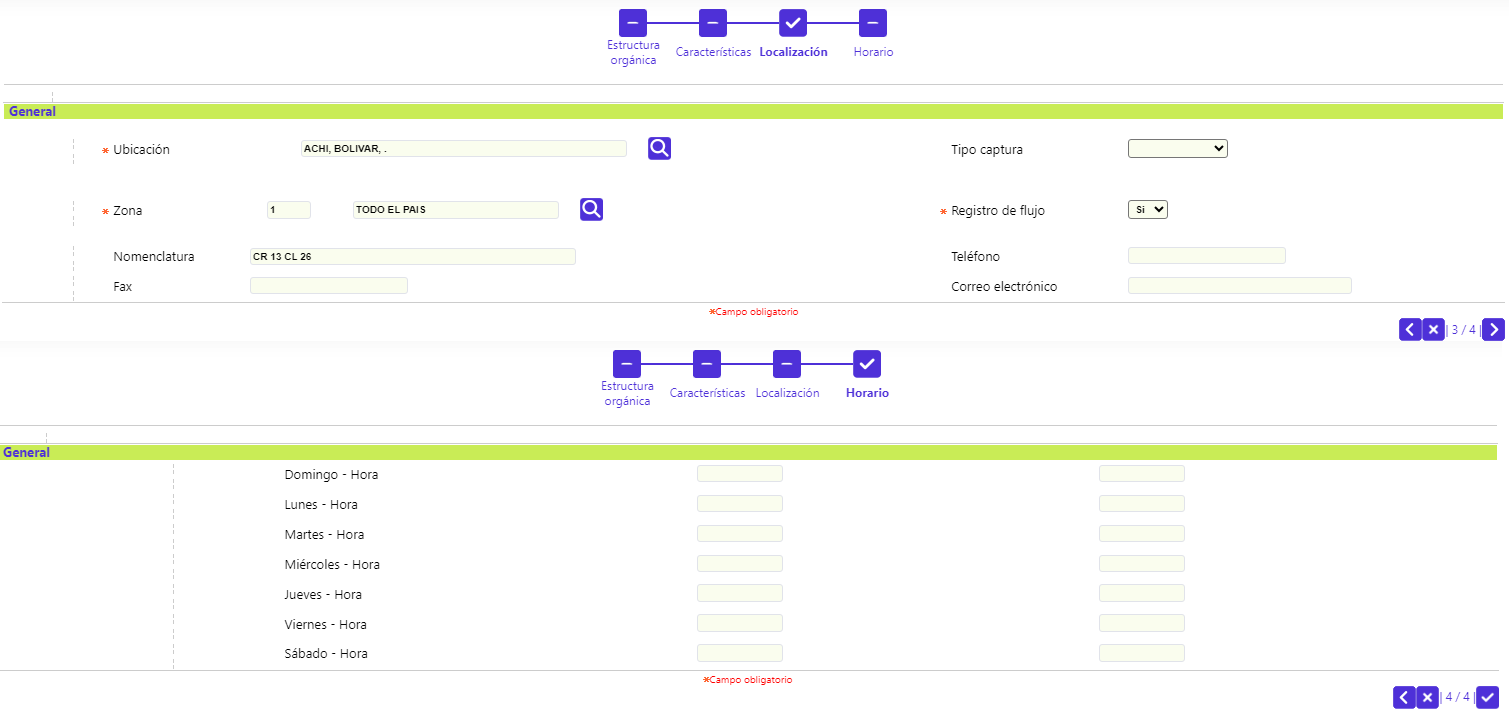 Estructura
orgánica
Características
Localización
Horario
General
* Ubicación
ACHI, BOLIVAR, .
Tipo captura
* Zona
1
TODO EL PAIS
* Registro de flujo
Si
Nomenclatura
CR 13 CL 26
Teléfono
Fax
Correo electrónico
*Campo obligatorio
| 3 / 4 |
Estructura
orgánica
Características
Localización
Horario
General
Domingo - Hora
Lunes - Hora
Martes - Hora
Miércoles - Hora
Jueves - Hora
Viernes - Hora
Sábado - Hora
*Campo obligatorio
| 4 / 4 |